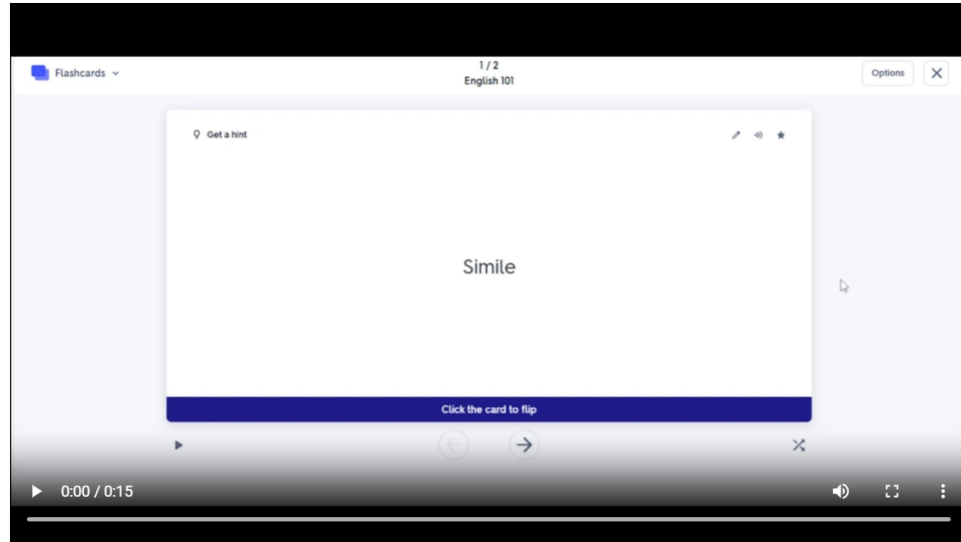 Flashcards
1 / 2
English 101
Options
Get a hint
Simile
Click the card to flip
0:00 / 0:15